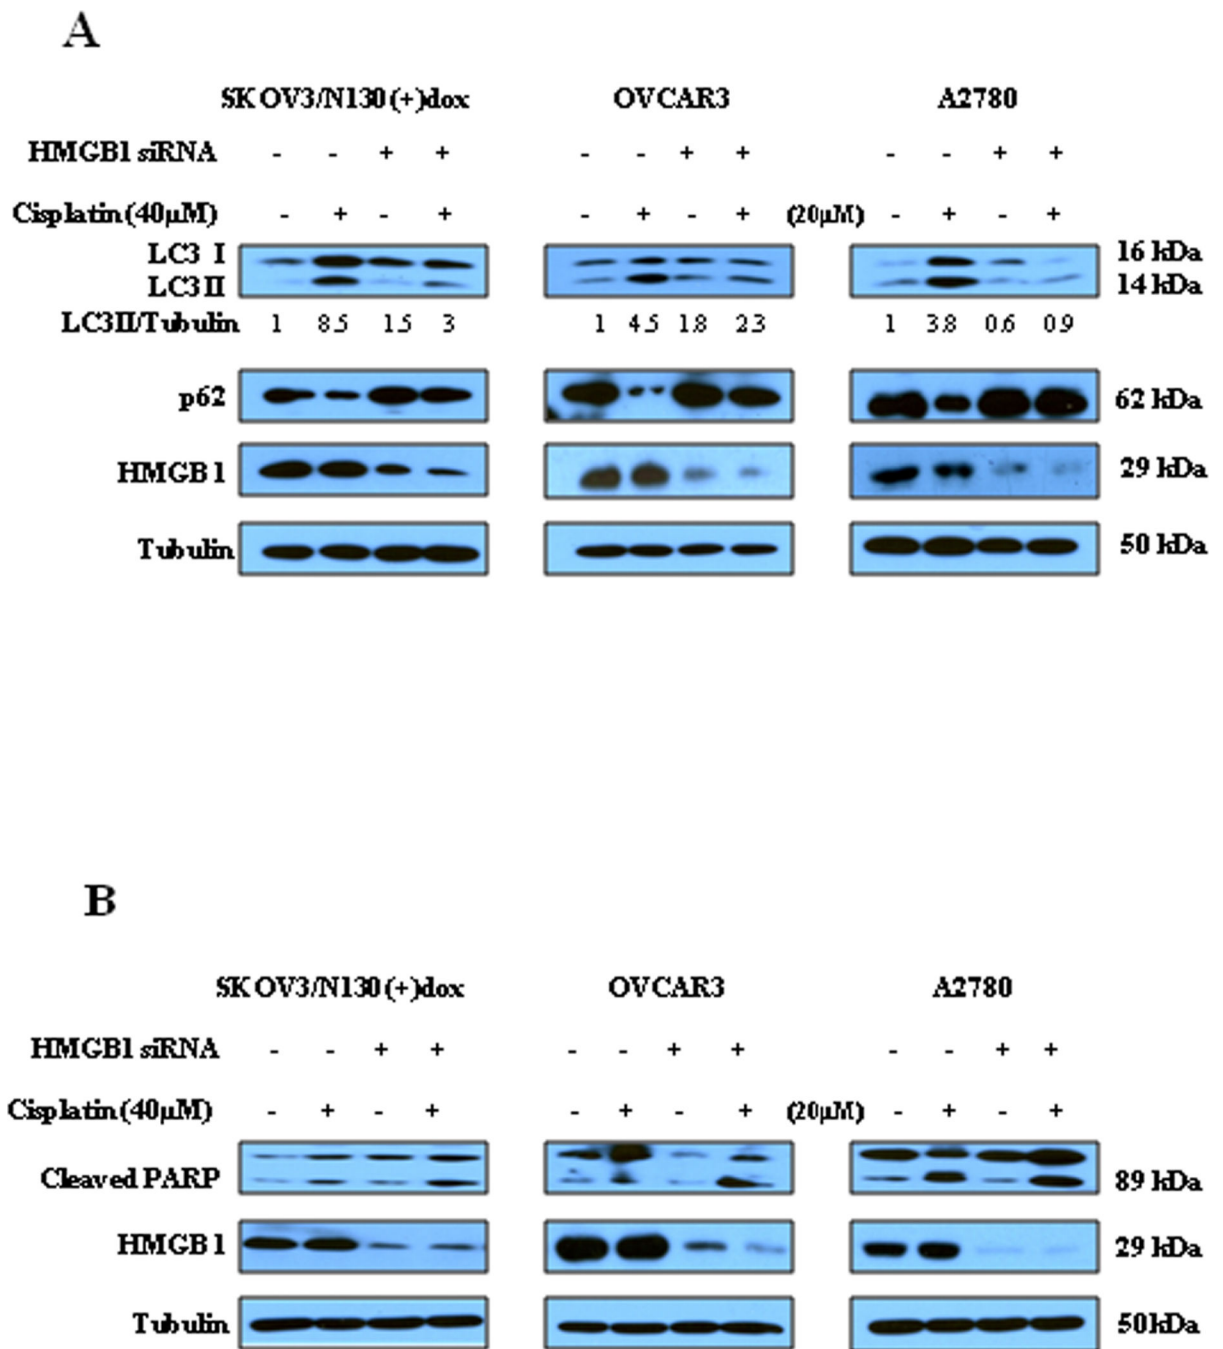 A
SKOV3/N130 (+)dox OVCAR3 A2780
HMGB1 siRNA - - + + - - + + - - + +
Cisplatin (40µM) - + - + - + - + (20µM) - + - +
LC3 I 16 kDa
LC3 II 14 kDa
LC3II/Tubulin 1 8.5 1.5 3 1 4.5 1.8 2.3 1 3.8 0.6 0.9
p62 62 kDa
HMGB1 29 kDa
Tubulin 50 kDa
B
SKOV3/N130 (+)dox OVCAR3 A2780
HMGB1 siRNA - - + + - - + + - - + +
Cisplatin (40µM) - + - + - + - + (20µM) - + - +
Cleaved PARP 89 kDa
HMGB1 29 kDa
Tubulin 50kDa